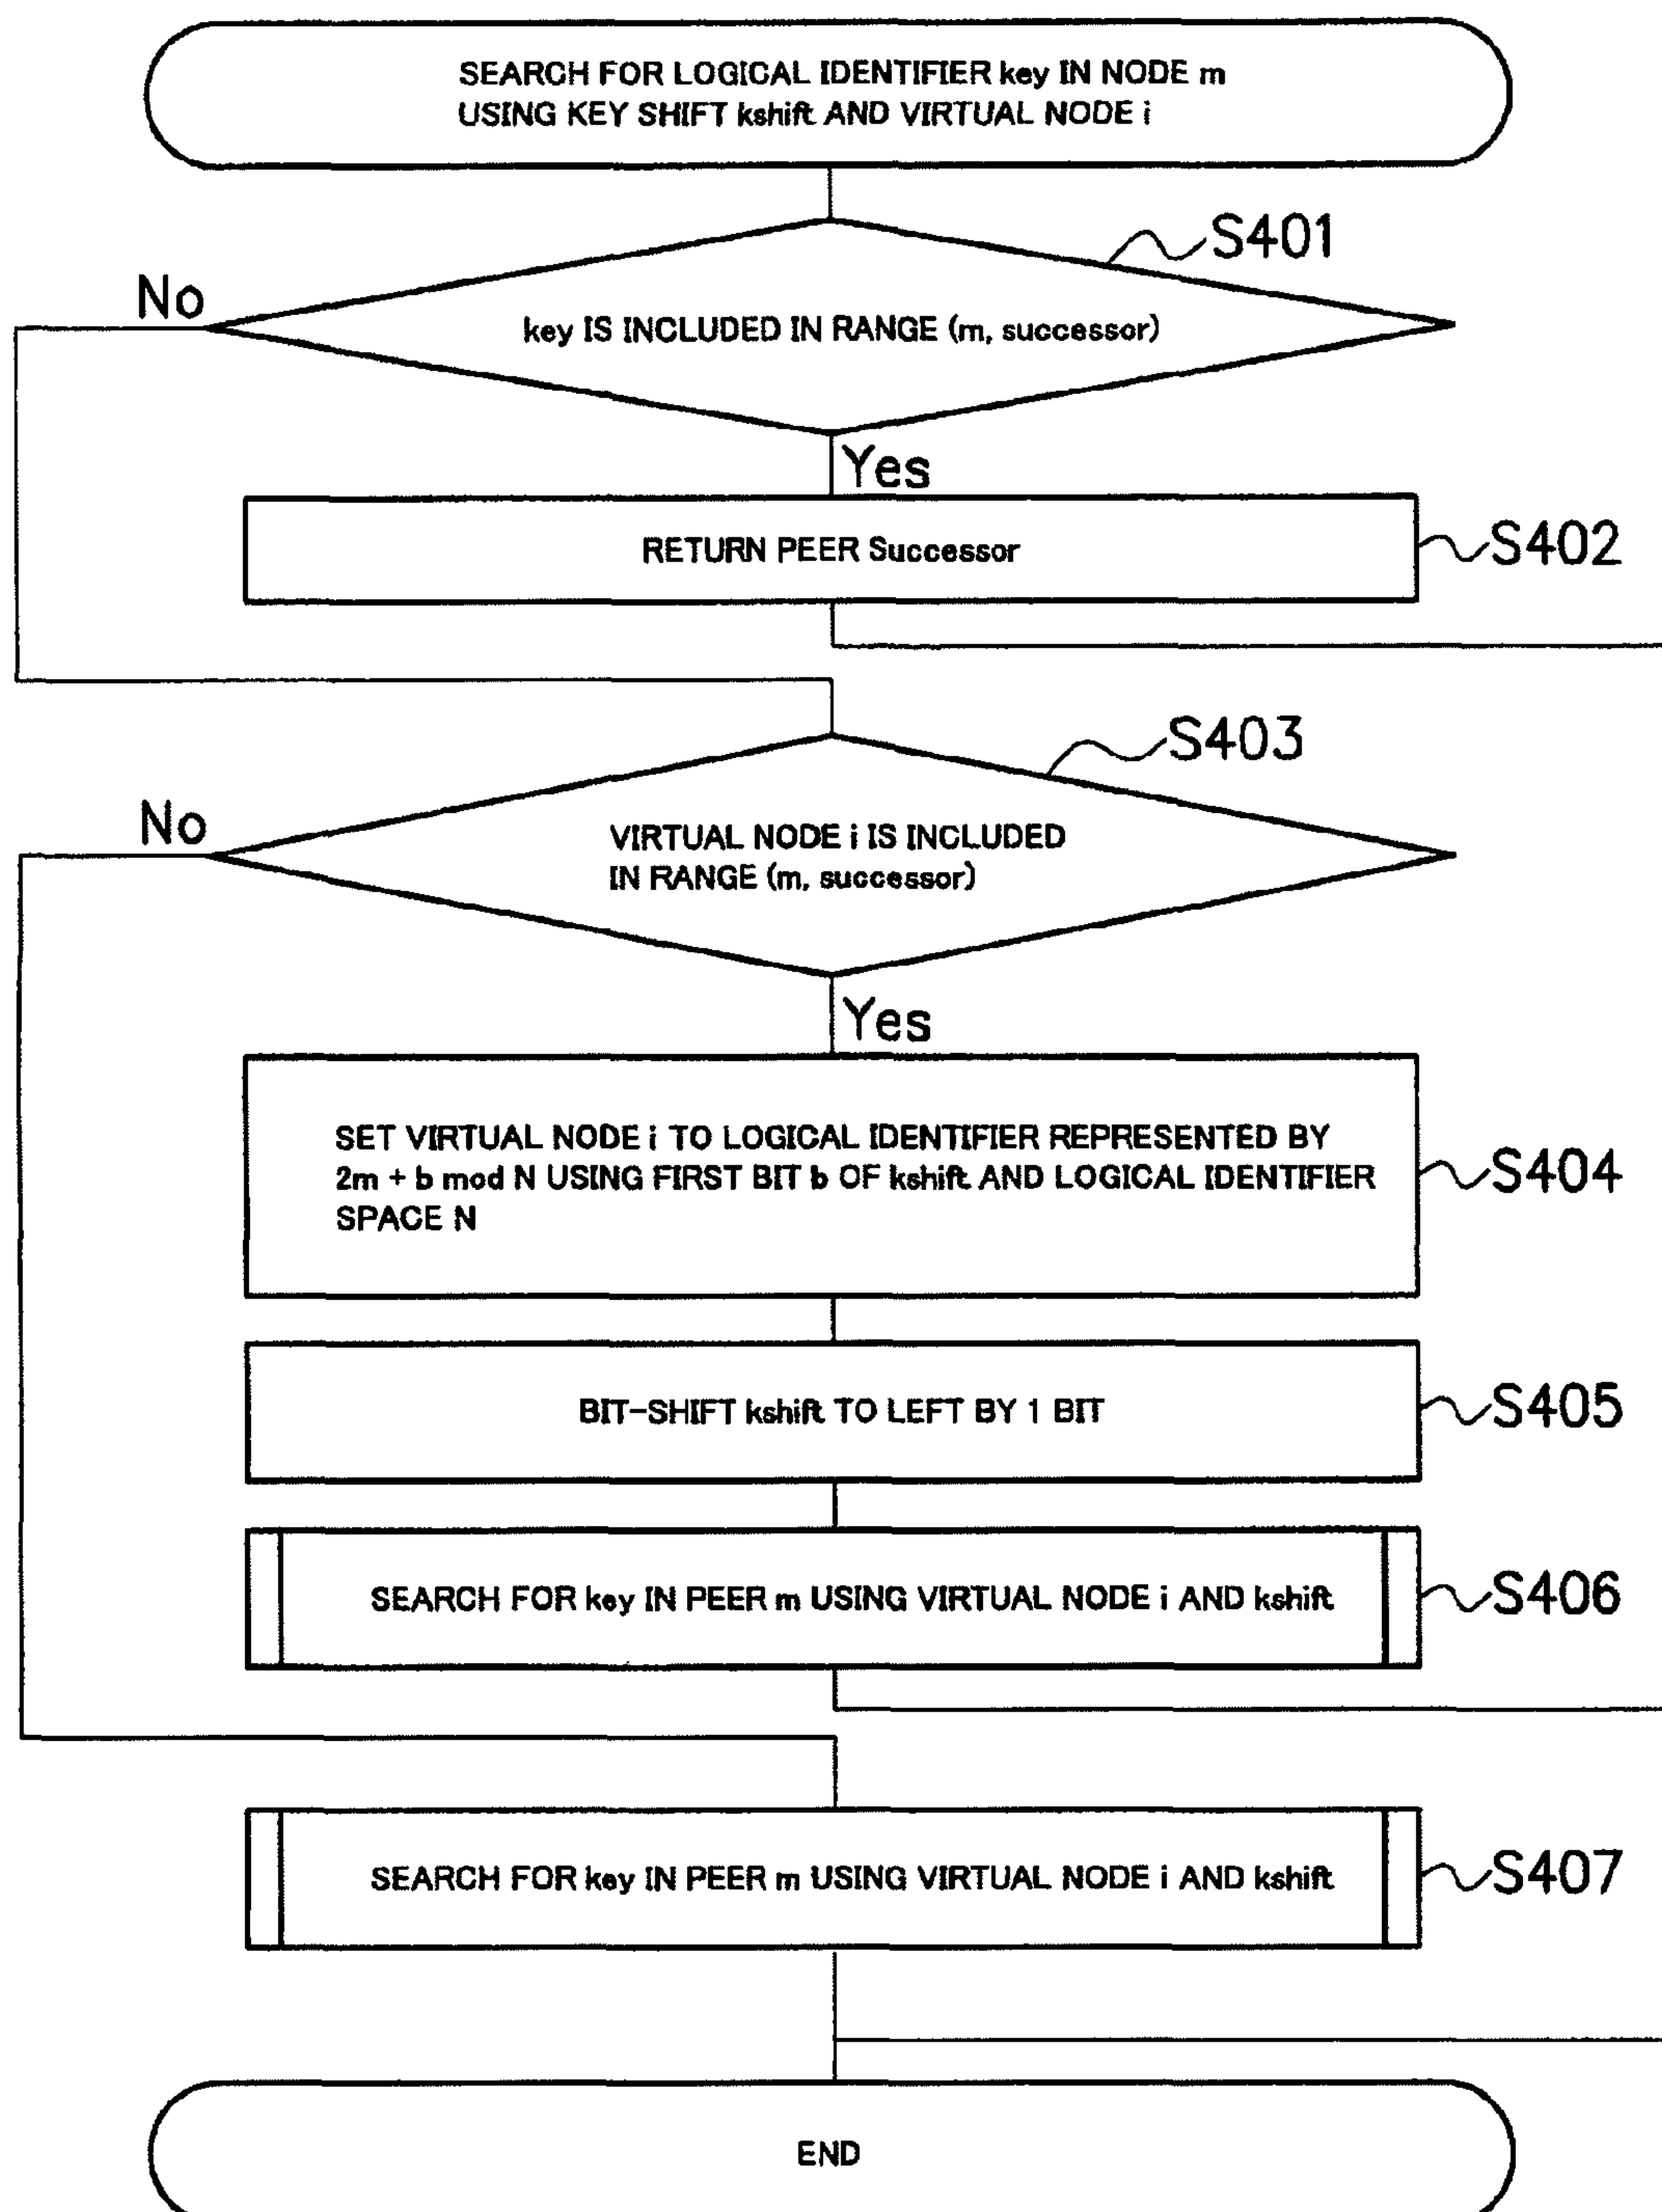 SEARCH FOR LOGICAL IDENTIFIER key IN NODE m
USING KEY SHIFT kshift AND VIRTUAL NODE i
S401
No
key IS INCLUDED IN RANGE (m, successor)
Yes
RETURN PEER Successor
S402
S403
No
VIRTUAL NODE i IS INCLUDED
IN RANGE (m, successor)
Yes
SET VIRTUAL NODE i TO LOGICAL IDENTIFIER REPRESENTED BY
2m + b mod N USING FIRST BIT b OF kshift AND LOGICAL IDENTIFIER
SPACE N
S404
BIT-SHIFT kshift TO LEFT BY 1 BIT
S405
SEARCH FOR key IN PEER m USING VIRTUAL NODE i AND kshift
S406
SEARCH FOR key IN PEER m USING VIRTUAL NODE i AND kshift
S407
END